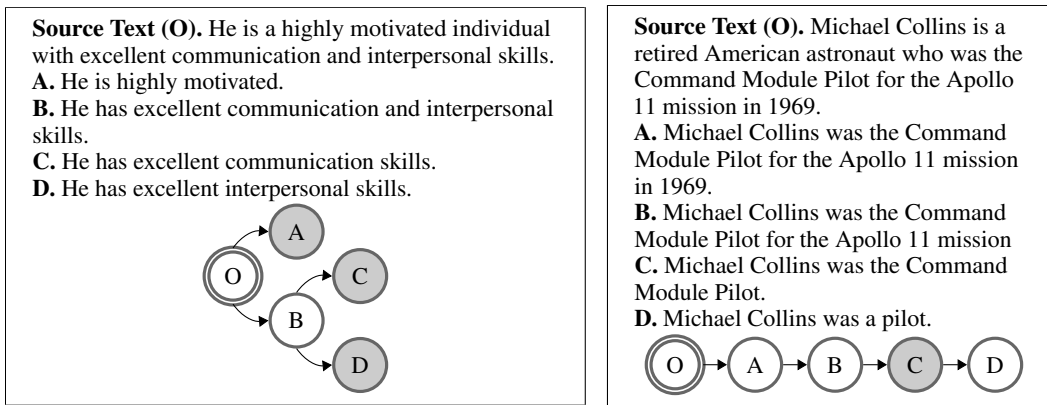 Source Text (O). He is a highly motivated individual
with excellent communication and interpersonal skills.
A. He is highly motivated.
B. He has excellent communication and interpersonal
skills.
C. He has excellent communication skills.
D. He has excellent interpersonal skills.
A
O
C
B
D
Source Text (O). Michael Collins is a
retired American astronaut who was the
Command Module Pilot for the Apollo
11 mission in 1969.
A. Michael Collins was the Command
Module Pilot for the Apollo 11 mission
in 1969.
B. Michael Collins was the Command
Module Pilot for the Apollo 11 mission
C. Michael Collins was the Command
Module Pilot.
D. Michael Collins was a pilot.
O A B C D